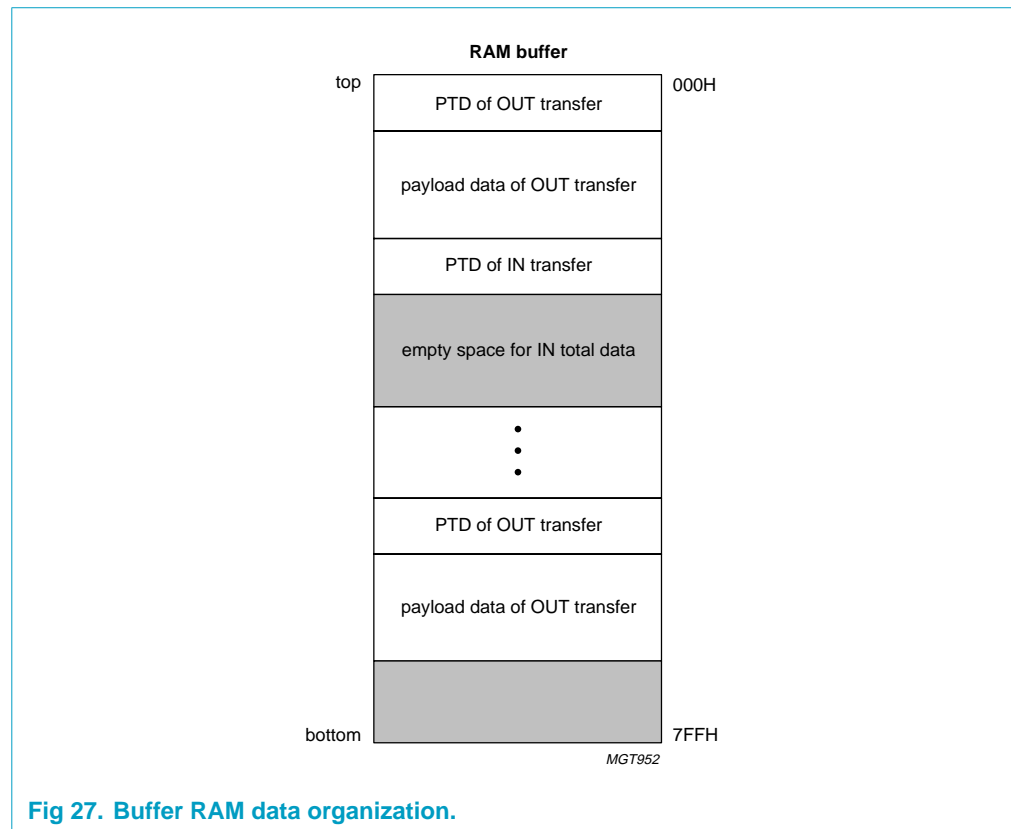 RAM buffer
top
000H
PTD of OUT transfer
payload data of OUT transfer
PTD of IN transfer
empty space for IN total data
PTD of OUT transfer
payload data of OUT transfer
bottom
7FFH
MGT952
Fig 27. Buffer RAM data organization.